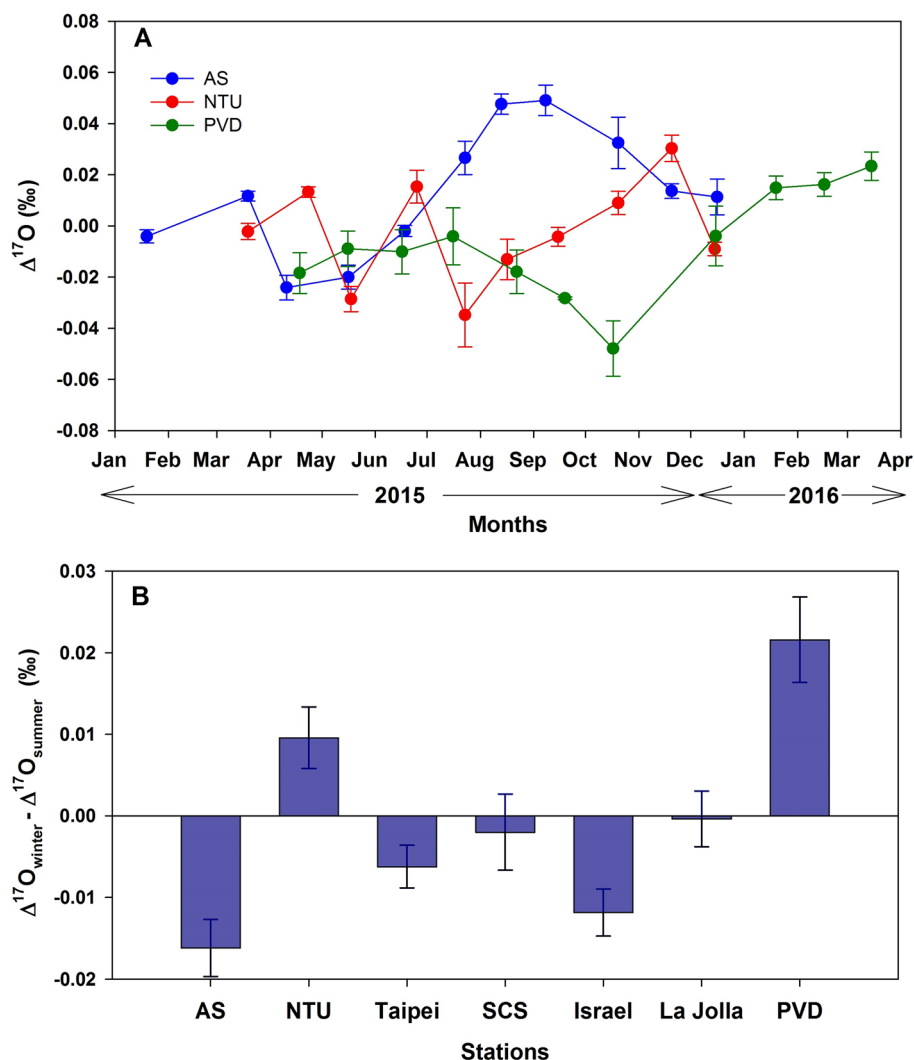 A
0.08
0.06
0.04
0.02
0.00
-0.02
-0.04
-0.06
-0.08
Δ17O (‰)
AS
NTU
PVD
Jan Feb Mar Apr May Jun Jul Aug Sep Oct Nov Dec Jan Feb Mar Apr
2015 2016
Months
B
0.03
0.02
0.01
0.00
-0.01
-0.02
Δ17Owinter - Δ17Osummer (‰)
AS NTU Taipei SCS Israel La Jolla PVD
Stations